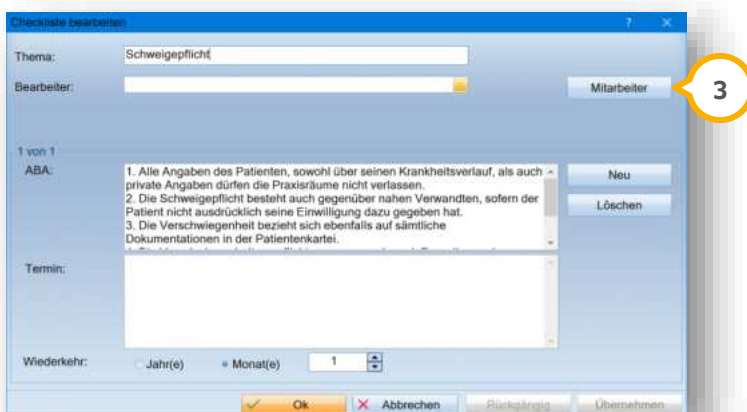 Checkliste bearbeiten
Thema: Schweigepflicht
Bearbeiter: Mitarbeiter 3
1 von 1
ABA: 1. Alle Angaben des Patienten, sowohl über seinen Krankheitsverlauf, als auch
private Angaben dürfen die Praxisräume nicht verlassen.
2. Die Schweigepflicht besteht auch gegenüber nahen Verwandten, sofern der
Patient nicht ausdrücklich seine Einwilligung dazu gegeben hat.
3. Die Verschwiegenheit bezieht sich ebenfalls auf sämtliche
Dokumentationen in der Patientenkartei.
Neu
Löschen
Termin:
Wiederkehr: Jahr(e) Monat(e) 1
Ok Abbrechen Rückgängig Übernehmen